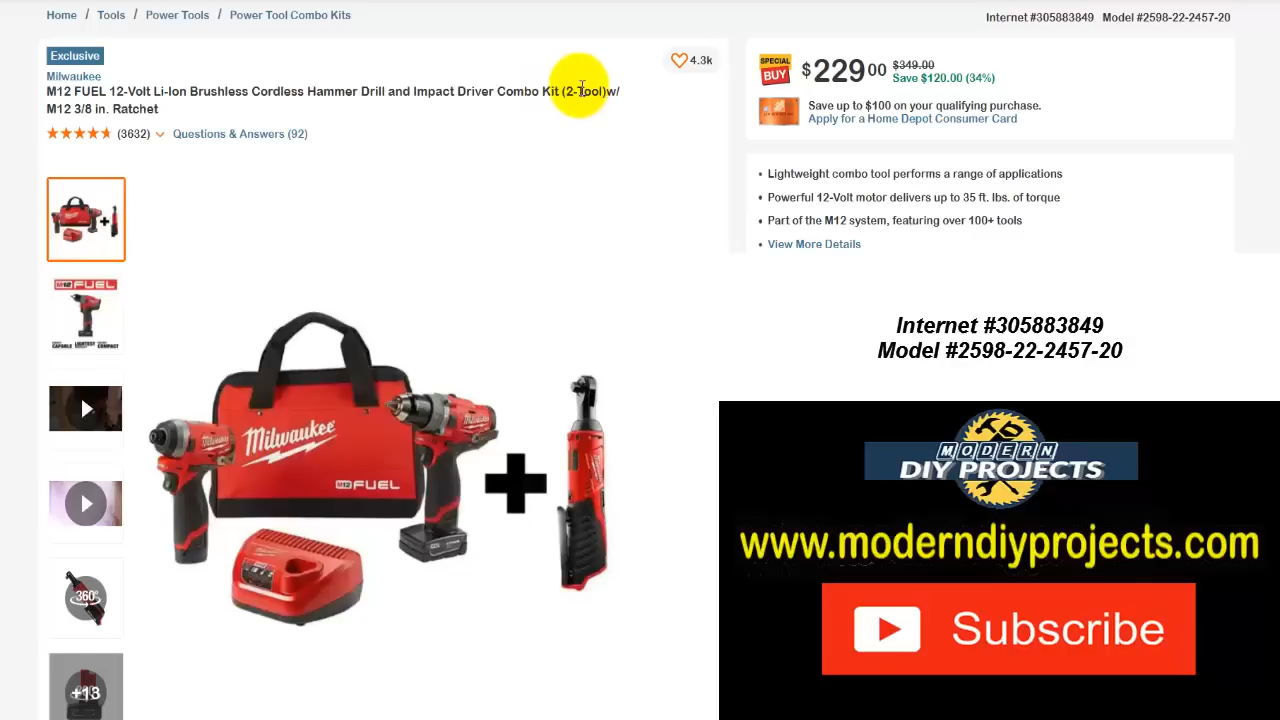 Home / Tools / Power Tools / Power Tool Combo Kits
Internet #305883849 Model #2598-22-2457-20
Exclusive
4.3k
Milwaukee
M12 FUEL 12-Volt Li-Ion Brushless Cordless Hammer Drill and Impact Driver Combo Kit (2-Tool)w/
M12 3/8 in. Ratchet
(3632) Questions & Answers (92)
SPECIAL
BUY
$22900 $349.00
Save $120.00 (34%)
Save up to $100 on your qualifying purchase.
Apply for a Home Depot Consumer Card
• Lightweight combo tool performs a range of applications
• Powerful 12-Volt motor delivers up to 35 ft. lbs. of torque
• Part of the M12 system, featuring over 100+ tools
• View More Details
M12 FUEL
CAPABLE LIGHTEST COMPACT
360°
+13
Milwaukee
M12 FUEL
Internet #305883849
Model #2598-22-2457-20
MODERN
DIY PROJECTS
www.moderndiyprojects.com
Subscribe